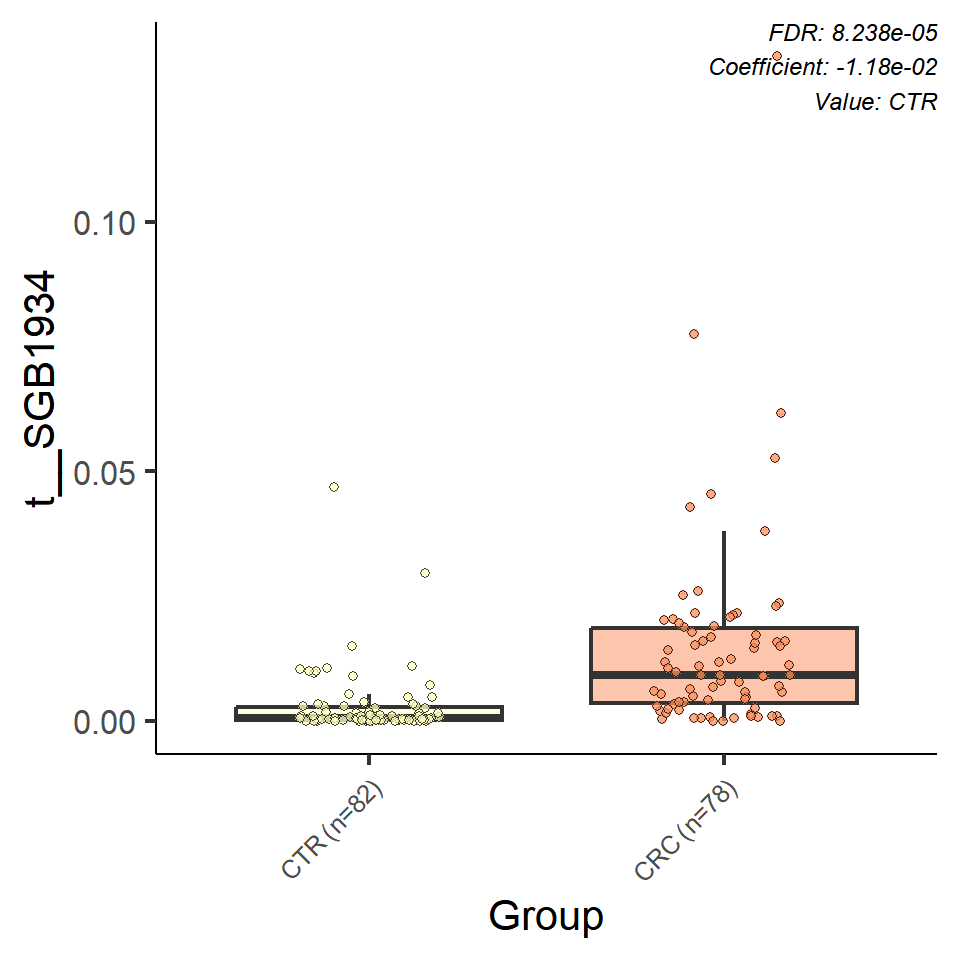 FDR: 8.238e-05
Coefficient: -1.18e-02
Value: CTR
0.10
0.05
0.00
t__SGB1934
CTR (n=82)
CRC (n=78)
Group